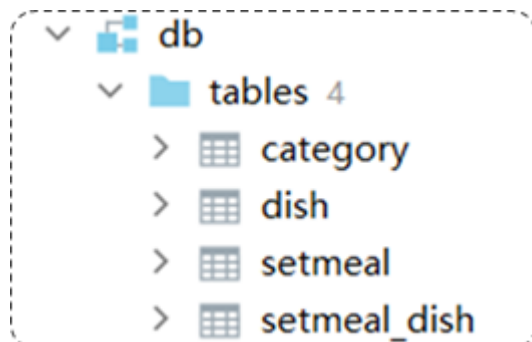 db
tables 4
category
dish
setmeal
setmeal_dish